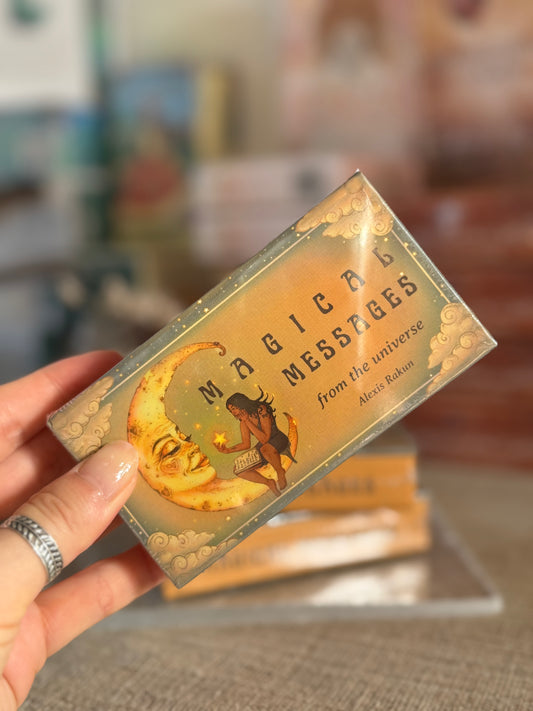 MAGICAL
MESSAGES
from the universe
Alexis Rakun